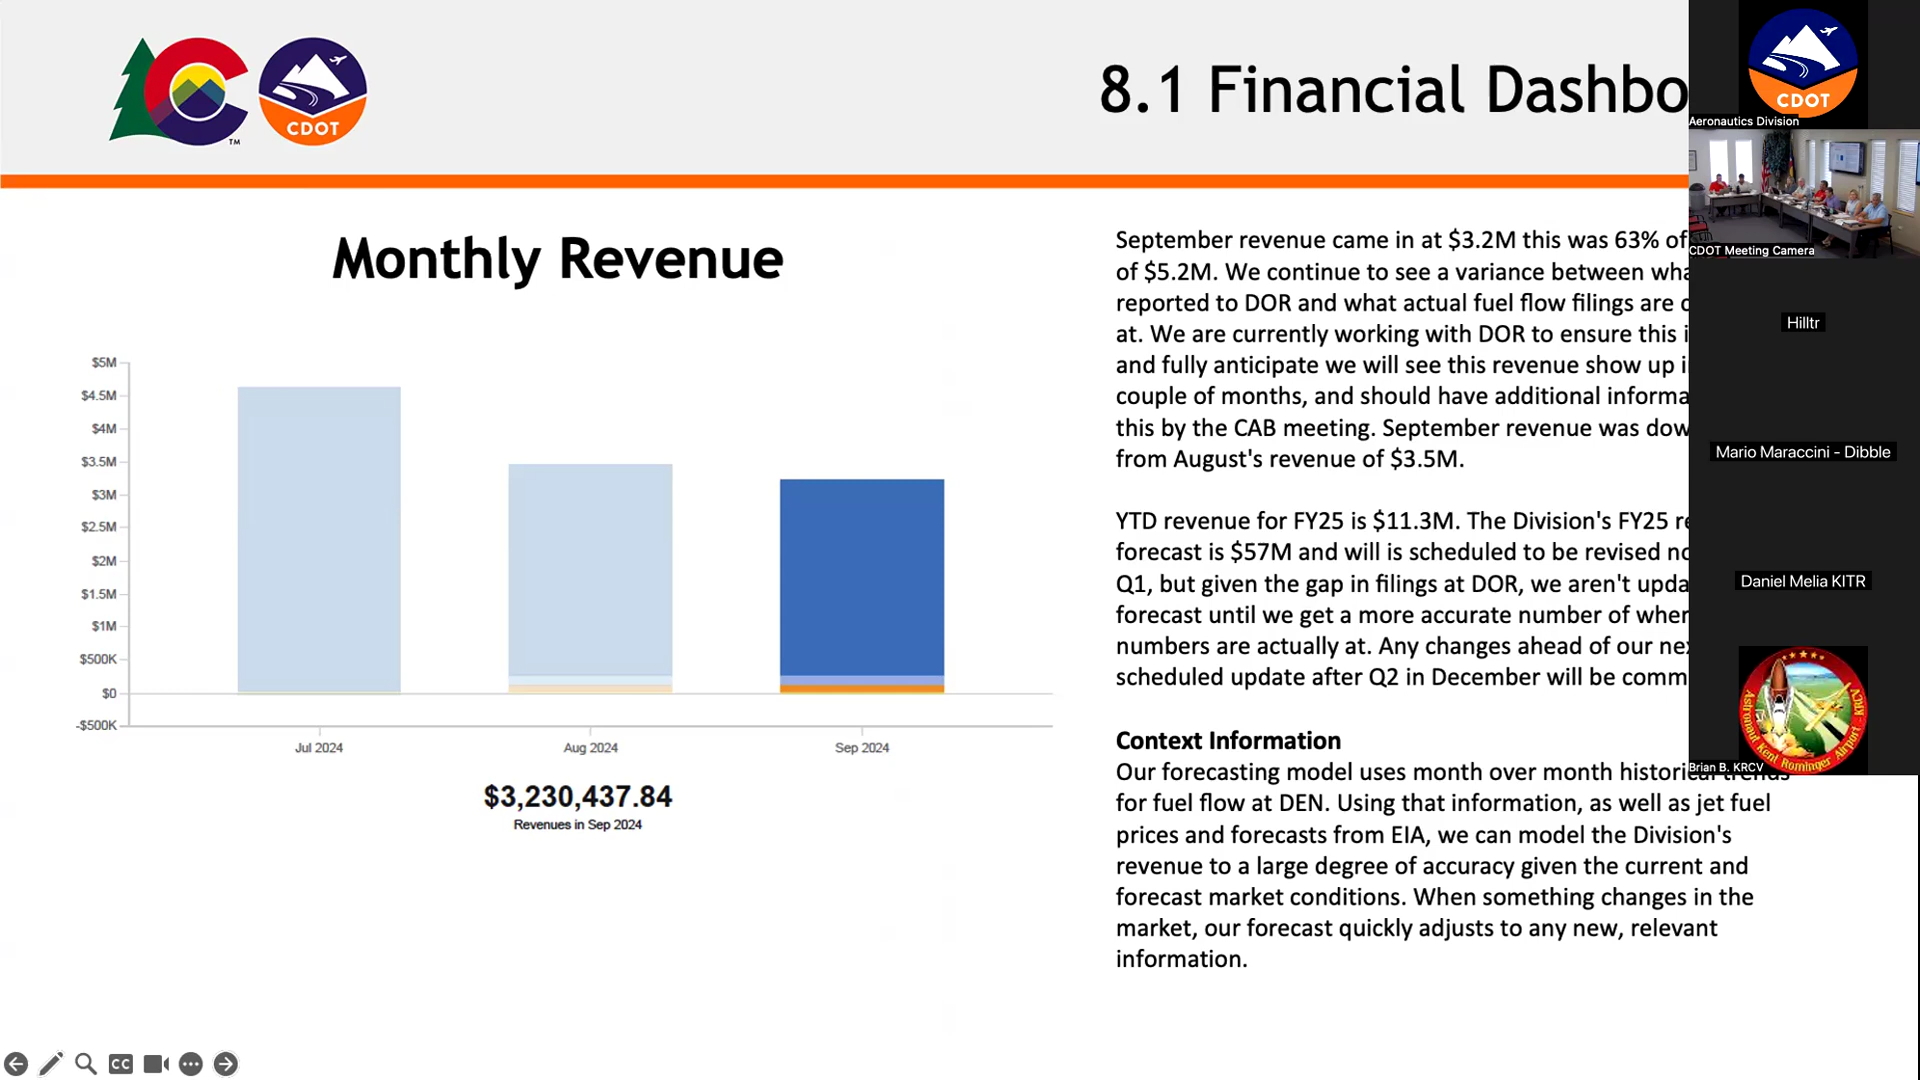 TM
CDOT
8.1 Financial Dashbo
Monthly Revenue
$5M
$4.5M
$4M
$3.5M
$3M
$2.5M
$2M
$1.5M
$1M
$500K
$0
-$500K
Jul 2024
Aug 2024
Sep 2024
$3,230,437.84
Revenues in Sep 2024
September revenue came in at $3.2M this was 63% of
of $5.2M. We continue to see a variance between wha
reported to DOR and what actual fuel flow filings are
at. We are currently working with DOR to ensure this i
and fully anticipate we will see this revenue show up i
couple of months, and should have additional informa
this by the CAB meeting. September revenue was dow
from August's revenue of $3.5M.
YTD revenue for FY25 is $11.3M. The Division's FY25 re
forecast is $57M and will is scheduled to be revised no
Q1, but given the gap in filings at DOR, we aren't upda
forecast until we get a more accurate number of wher
numbers are actually at. Any changes ahead of our nex
scheduled update after Q2 in December will be comm
Context Information
Our forecasting model uses month over month historical trends
for fuel flow at DEN. Using that information, as well as jet fuel
prices and forecasts from EIA, we can model the Division's
revenue to a large degree of accuracy given the current and
forecast market conditions. When something changes in the
market, our forecast quickly adjusts to any new, relevant
information.
CDOT
Aeronautics Division
CDOT Meeting Camera
Hilltr
Mario Maraccini - Dibble
Daniel Melia KITR
Astronaut Kent Rominger Airport - KRCV
Brian B. KRCV
CC